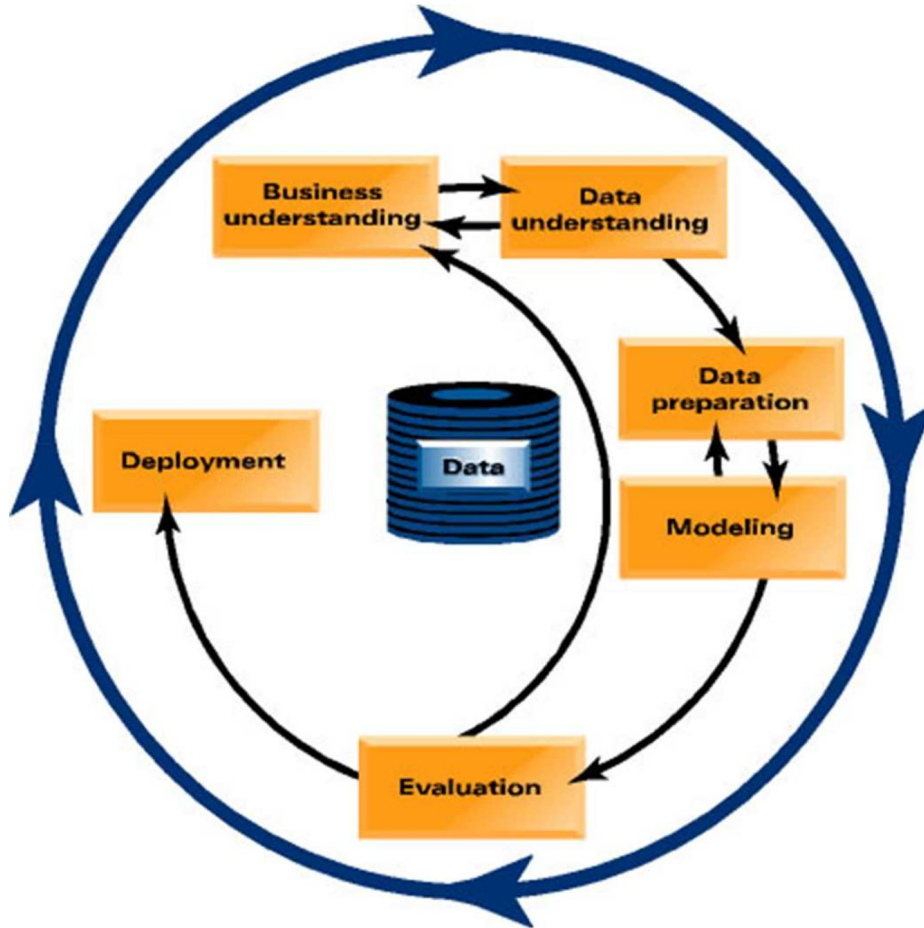 Business
understanding
Data
understanding
Data
preparation
Deployment
Data
Modeling
Evaluation